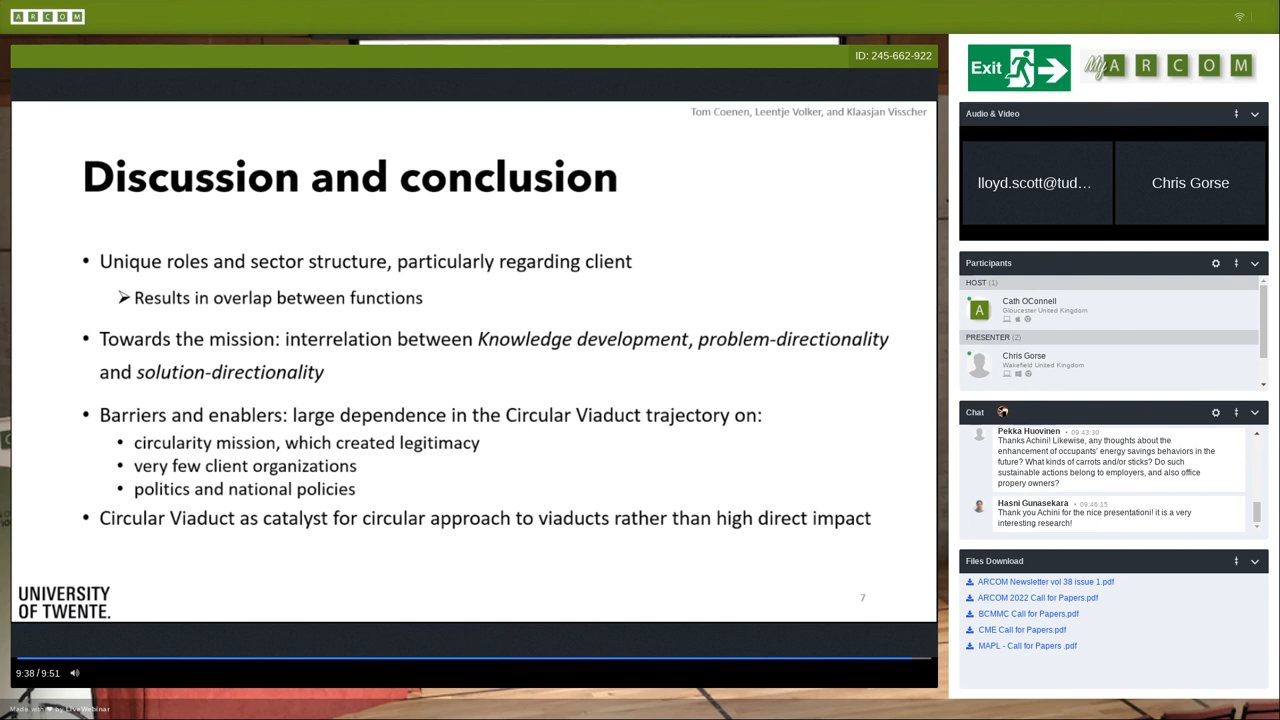 ARCOM
ID: 245-662-922
Tom Coenen, Leentje Volker, and Klaasjan Visscher
Discussion and conclusion
• Unique roles and sector structure, particularly regarding client
➢ Results in overlap between functions
• Towards the mission: interrelation between Knowledge development, problem-directionality
and solution-directionality
• Barriers and enablers: large dependence in the Circular Viaduct trajectory on:
• circularity mission, which created legitimacy
• very few client organizations
• politics and national policies
• Circular Viaduct as catalyst for circular approach to viaducts rather than high direct impact
UNIVERSITY
OF TWENTE.
7
9:38 / 9:51
Made with ❤ by LiveWebinar
Exit
My ARCOM
Audio & Video
lloyd.scott@tud...
Chris Gorse
Participants
HOST (1)
A
Cath OConnell
Gloucester United Kingdom
PRESENTER (2)
Chris Gorse
Wakefield United Kingdom
Chat
Pekka Huovinen • 09:43:30
Thanks Achini! Likewise, any thoughts about the
enhancement of occupants' energy savings behaviors in the
future? What kinds of carrots and/or sticks? Do such
sustainable actions belong to employers, and also office
propery owners?
Hasni Gunasekara • 09:46:15
Thank you Achini for the nice presentationi! it is a very
interesting research!
Files Download
ARCOM Newsletter vol 38 issue 1.pdf
ARCOM 2022 Call for Papers.pdf
BCMMC Call for Papers.pdf
CME Call for Papers.pdf
MAPL - Call for Papers .pdf